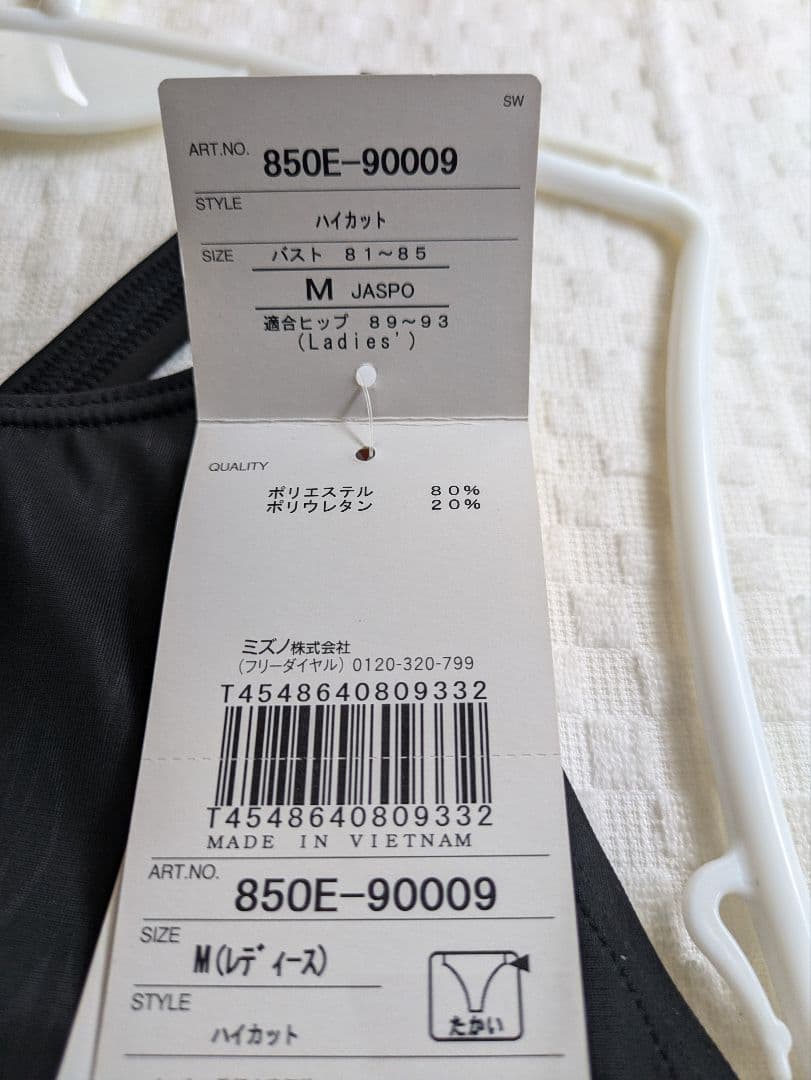 SW
ART.NO. 850E-90009
STYLE
ハイカット
SIZE バスト 81~85
M JASPO
適合ヒップ 89~93
(Ladies')
QUALITY
ポリエステル 80%
ポリウレタン 20%
ミズノ株式会社
(フリーダイヤル) 0120-320-799
T4548640809332
T4548640809332
MADE IN VIETNAM
ART.NO.
850E-90009
SIZE
M(レディース)
STYLE
たかい
ハイカット